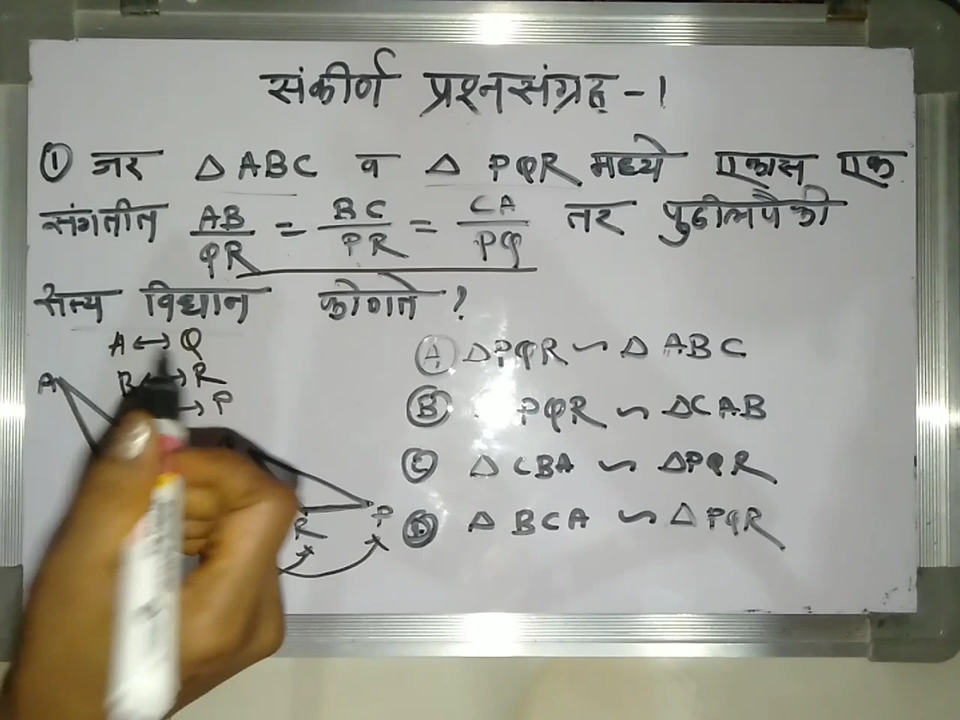 संकीर्ण प्रश्नसंग्रह - 1
① जर △ ABC व △ PQR मध्ये एकास एक
संगतीत AB/QR = BC/PR = CA/PQ तर पुढीलपैकी
सत्य विधान कोणते ?
A ↔ Q
B ↔ R
→ P
A
R P
Ⓐ △PQR ∽ △ ABC
Ⓑ PQR ∽ △CAB
Ⓒ △ CBA ∽ △PQR
Ⓓ △ BCA ∽ △ PQR